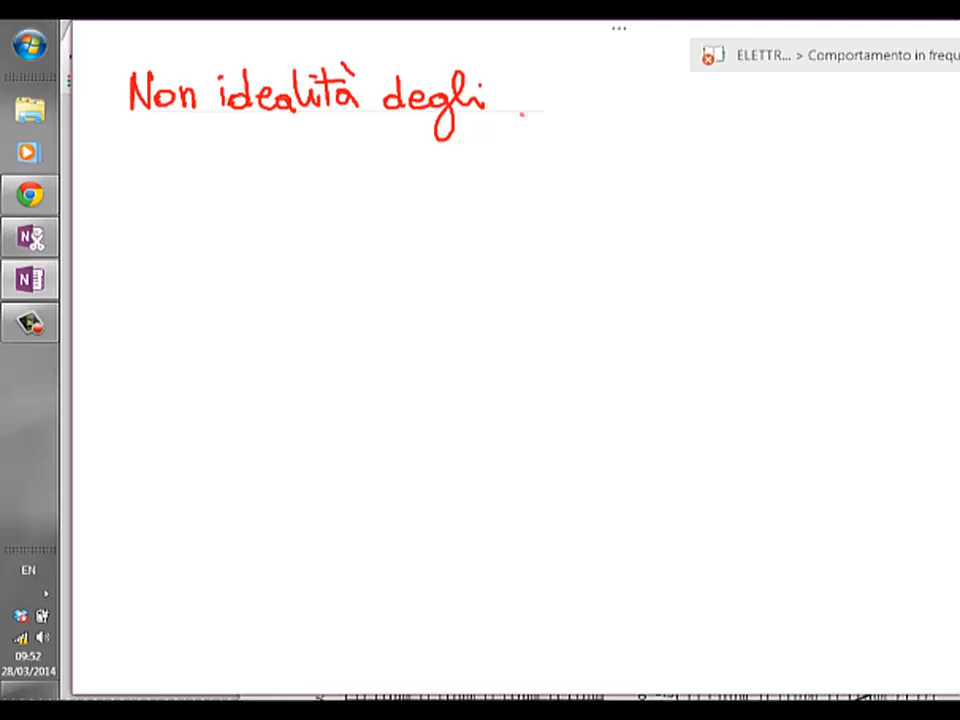 ...
ELETTR... > Comportamento in frequ
Non idealità degli
N
N
EN
09:52
28/03/2014